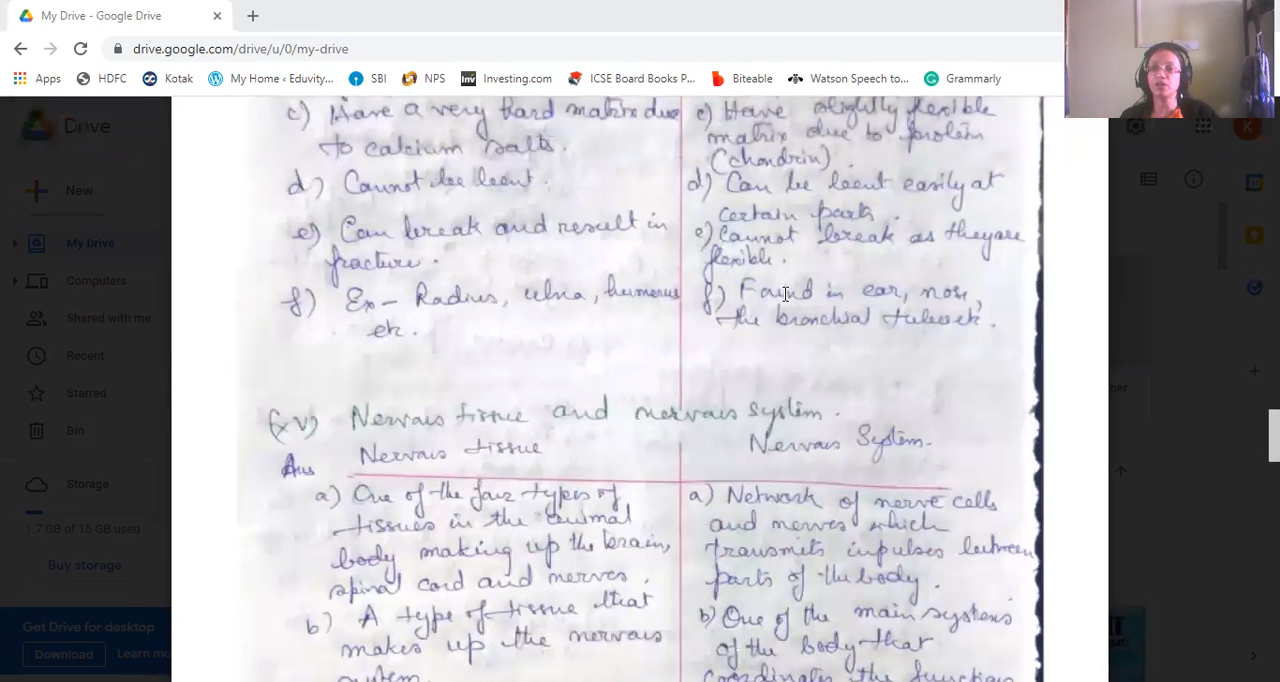 My Drive - Google Drive
drive.google.com/drive/u/0/my-drive
Apps HDFC Kotak My Home ‹ Eduvity... SBI NPS Inv Investing.com ICSE Board Books P... Biteable Watson Speech to... Grammarly
Drive
New
My Drive
Computers
Shared with me
Recent
Starred
Bin
Storage
1.7 GB of 15 GB used
Buy storage
Get Drive for desktop
Download Learn mo
K
c) Have a very hard matrix due
to calcium salts.
d) Cannot be bent.
e) Can break and result in
fracture.
f) Ex - Radius, ulna, humerus
etc.
c) Have slightly flexible
matrix due to protein
(chondrin).
d) Can be bent easily at
certain parts.
e) Cannot break as they are
flexible.
f) Found in ear, nose,
the bronchial tubes etc.
(xv) Nervous tissue and nervous system.
Ans Nervous tissue
a) One of the four types of
tissues in the animal
body making up the brain,
spinal cord and nerves.
b) A type of tissue that
makes up the nervous
system.
Nervous System.
a) Network of nerve cells
and nerves which
transmits impulses between
parts of the body.
b) One of the main systems
of the body that
coordinates the function